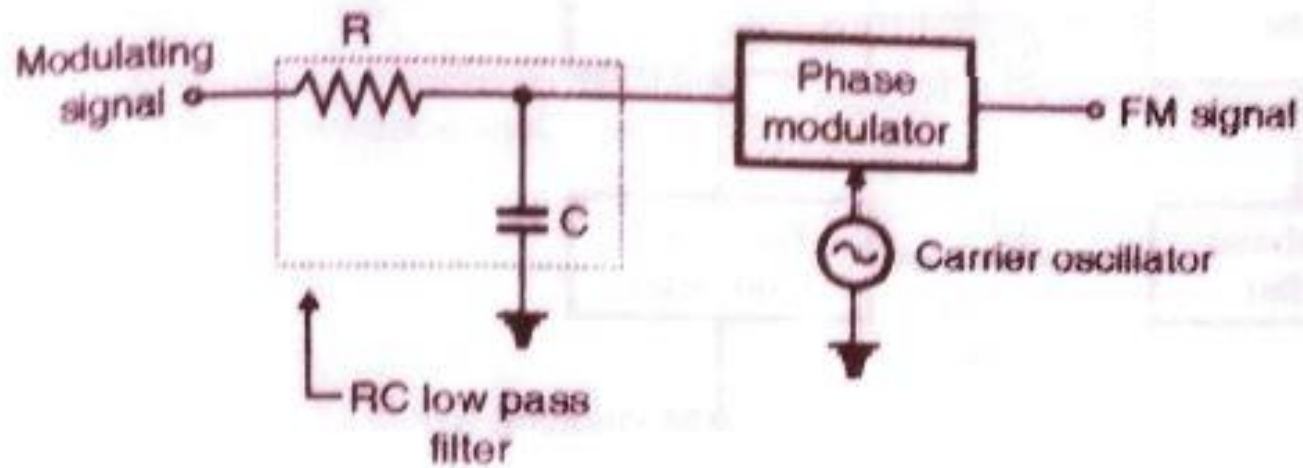 R
Modulating
signal
Phase
modulator
FM signal
C
Carrier oscillator
RC low pass
filter